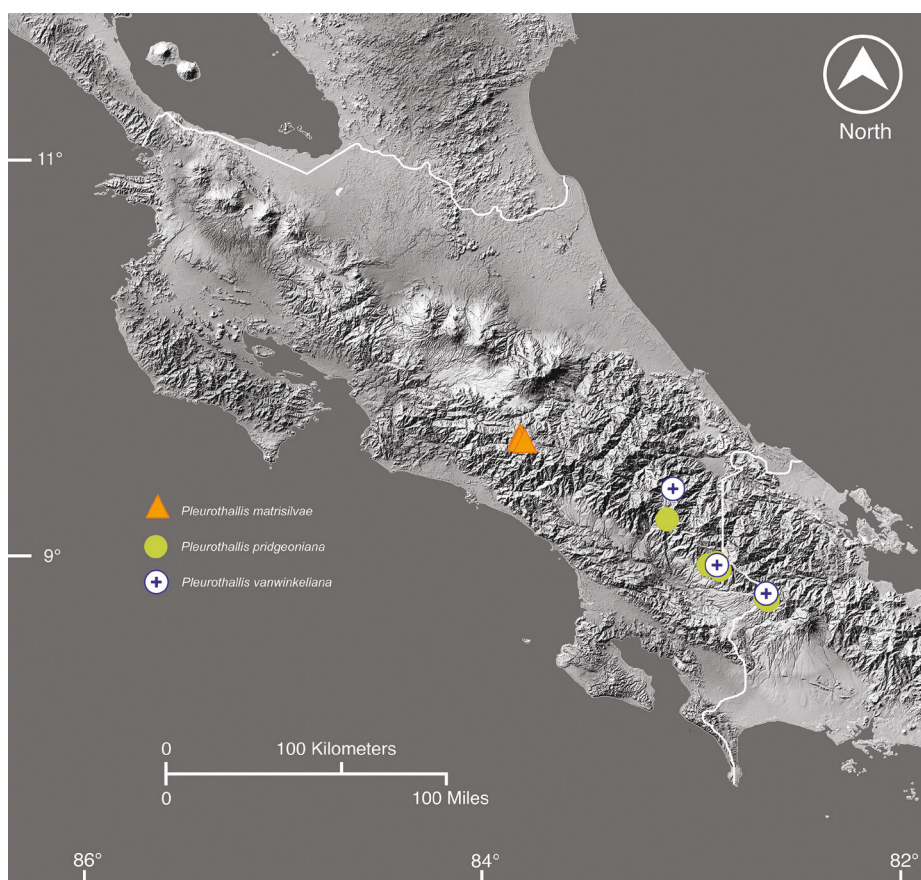 North
11°
Pleurothallis matrisilvae
Pleurothallis pridgeoniana
9°
Pleurothallis vanwinkeliana
0 100 Kilometers
0 100 Miles
86° 84° 82°